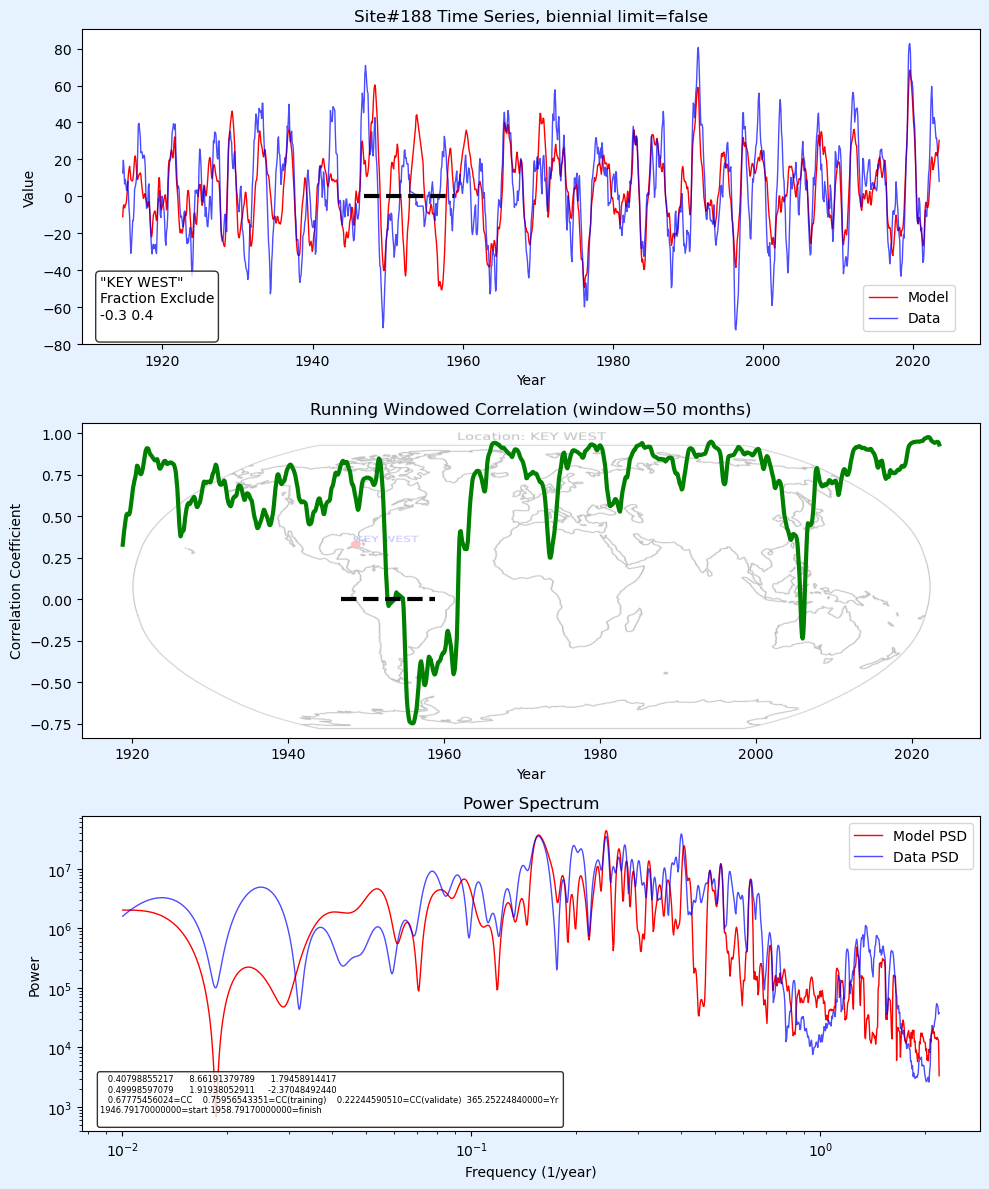 Site#188 Time Series, biennial limit=false
Value
80
60
40
20
0
−20
−40
−60
−80
"KEY WEST"
Fraction Exclude
-0.3 0.4
Model
Data
1920 1940 1960 1980 2000 2020
Year
Running Windowed Correlation (window=50 months)
Location: KEY WEST
KEY WEST
Correlation Coefficient
1.00
0.75
0.50
0.25
0.00
−0.25
−0.50
−0.75
1920 1940 1960 1980 2000 2020
Year
Power Spectrum
Model PSD
Data PSD
Power
10⁷
10⁶
10⁵
10⁴
10³
0.40798855217 8.66191379789 1.79458914417
0.49998597079 1.91938052911 -2.37048492440
0.67775456024=CC 0.75956543351=CC(training) 0.22244590510=CC(validate) 365.25224840000=Yr
1946.79170000000=start 1958.79170000000=finish
10⁻² 10⁻¹ 10⁰
Frequency (1/year)